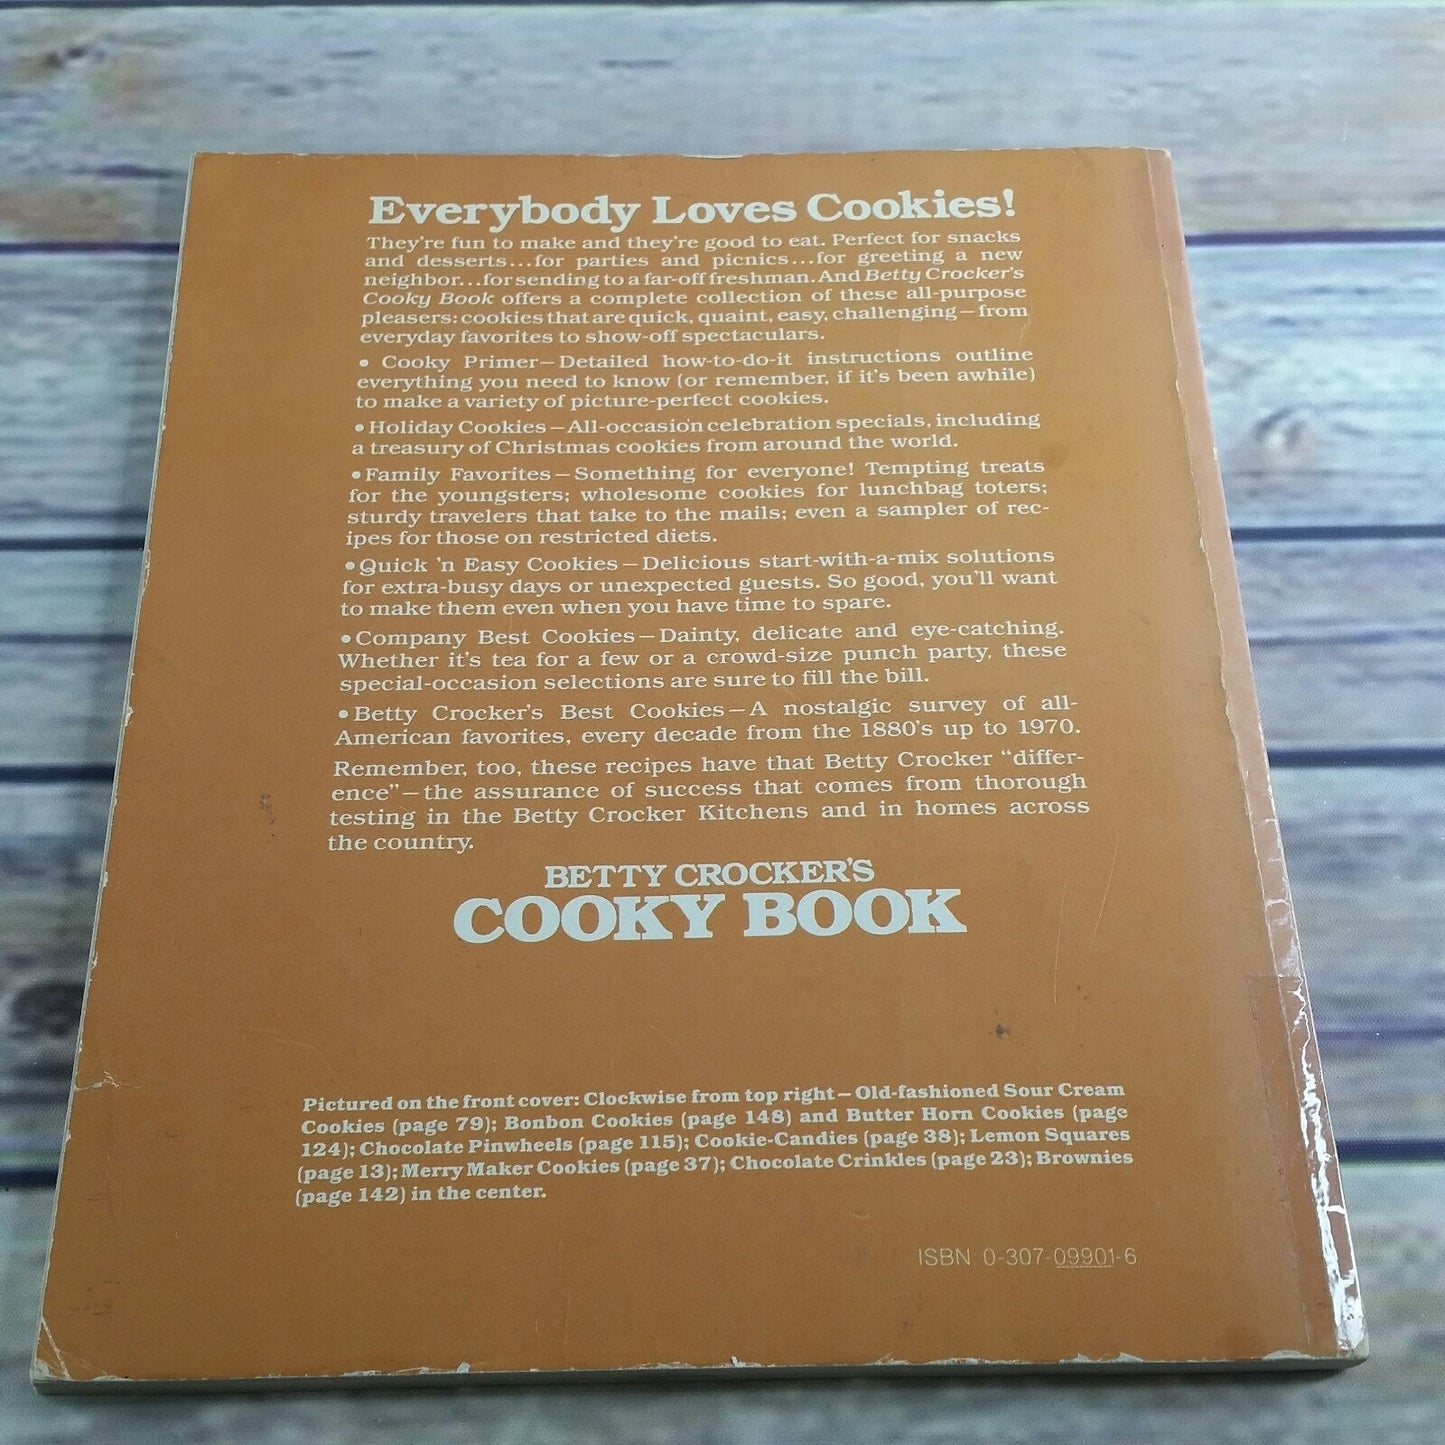 Everybody Loves Cookies!
They're fun to make and they're good to eat. Perfect for snacks
and desserts...for parties and picnics...for greeting a new
neighbor...for sending to a far-off freshman. And Betty Crocker's
Cooky Book offers a complete collection of these all-purpose
pleasers: cookies that are quick, quaint, easy, challenging—from
everyday favorites to show-off spectaculars.
• Cooky Primer—Detailed how-to-do-it instructions outline
everything you need to know (or remember, if it's been awhile)
to make a variety of picture-perfect cookies.
• Holiday Cookies—All-occasion celebration specials, including
a treasury of Christmas cookies from around the world.
• Family Favorites—Something for everyone! Tempting treats
for the youngsters; wholesome cookies for lunchbag toters;
sturdy travelers that take to the mails; even a sampler of rec-
ipes for those on restricted diets.
• Quick 'n Easy Cookies—Delicious start-with-a-mix solutions
for extra-busy days or unexpected guests. So good, you'll want
to make them even when you have time to spare.
• Company Best Cookies—Dainty, delicate and eye-catching.
Whether it's tea for a few or a crowd-size punch party, these
special-occasion selections are sure to fill the bill.
• Betty Crocker's Best Cookies—A nostalgic survey of all-
American favorites, every decade from the 1880's up to 1970.
Remember, too, these recipes have that Betty Crocker "differ-
ence"—the assurance of success that comes from thorough
testing in the Betty Crocker Kitchens and in homes across
the country.
BETTY CROCKER'S
COOKY BOOK
Pictured on the front cover: Clockwise from top right—Old-fashioned Sour Cream
Cookies (page 79); Bonbon Cookies (page 148) and Butter Horn Cookies (page
124); Chocolate Pinwheels (page 115); Cookie-Candies (page 38); Lemon Squares
(page 13); Merry Maker Cookies (page 37); Chocolate Crinkles (page 23); Brownies
(page 142) in the center.
ISBN: 0-307-09901-6